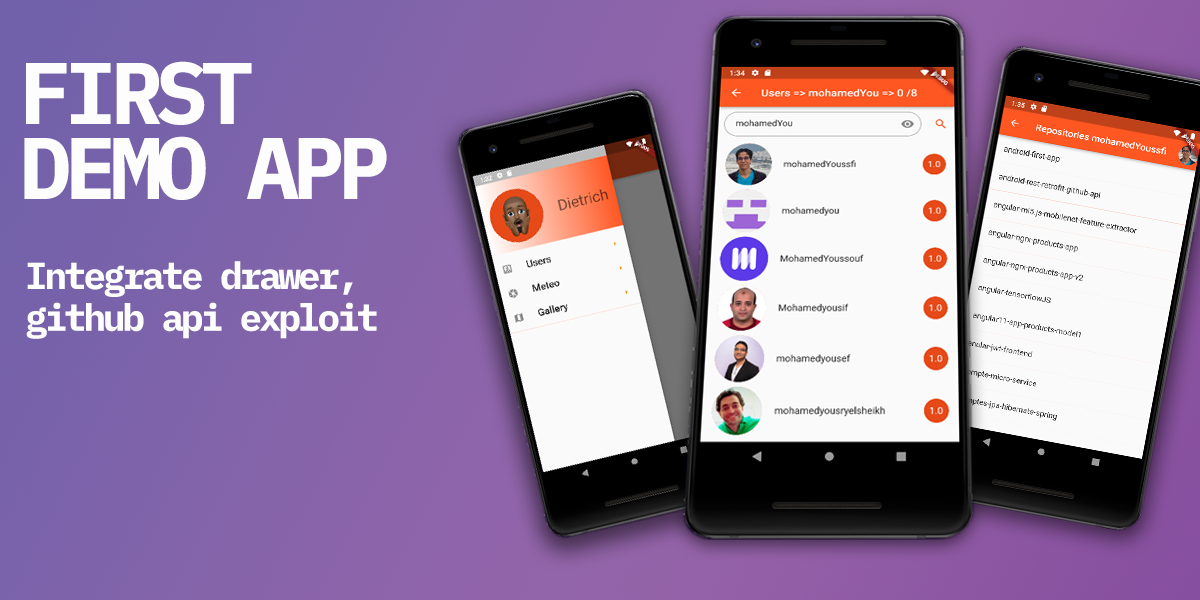 FIRST
DEMO APP
Integrate drawer,
github api exploit
Dietrich
Users
Meteo
Gallery
1:34
Users => mohamedYou => 0 /8
mohamedYou
mohamedYoussfi 1.0
mohamedyou 1.0
MohamedYoussouf 1.0
Mohamedyousif 1.0
mohamedyousef 1.0
mohamedyousryelsheikh 1.0
1:35
Repositories mohamedYoussfi
android-first-app
android-rest-retrofit-github-api
angular-ml5.js-mobilenet-feature extractor
angular-ngrx-products-app
angular-ngrx-products-app-v2
angular-tensorflowJS
angular11-app-products-model1